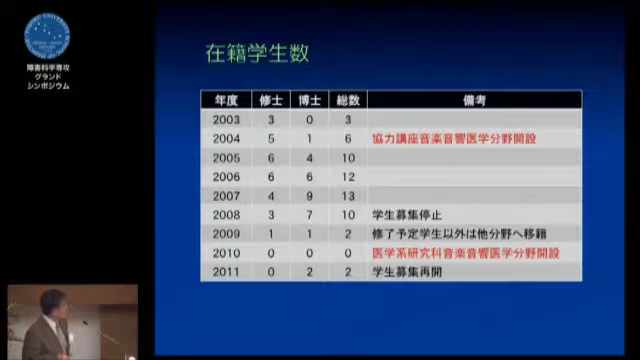 障害科学専攻
グランド
シンポジウム
在籍学生数
年度 修士 博士 総数 備考
2003 3 0 3
2004 5 1 6 協力講座音楽音響医学分野開設
2005 6 4 10
2006 6 6 12
2007 4 9 13
2008 3 7 10 学生募集停止
2009 1 1 2 修了予定学生以外は他分野へ移籍
2010 0 0 0 医学系研究科音楽音響医学分野開設
2011 0 2 2 学生募集再開